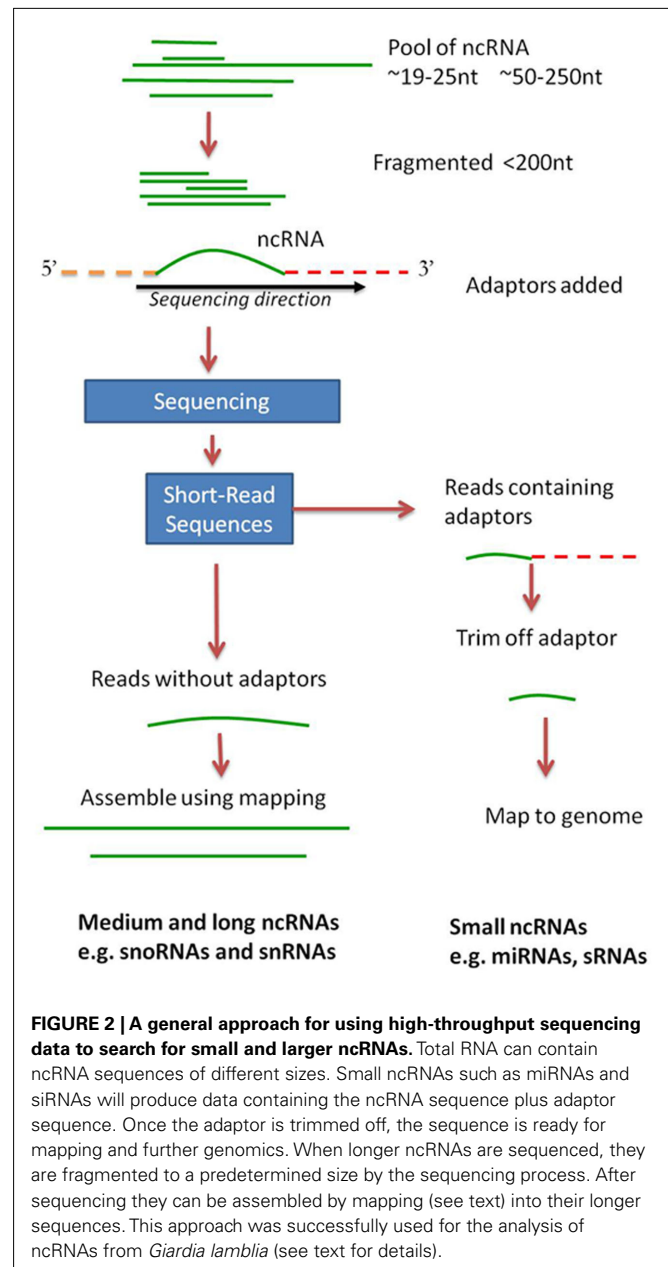 Pool of ncRNA
~19-25nt ~50-250nt
Fragmented <200nt
ncRNA
5' 3'
Adaptors added
Sequencing direction
Sequencing
Short-Read
Sequences
Reads containing
adaptors
Trim off adaptor
Reads without adaptors
Assemble using mapping
Map to genome
Medium and long ncRNAs
e.g. snoRNAs and snRNAs
Small ncRNAs
e.g. miRNAs, sRNAs
FIGURE 2 | A general approach for using high-throughput sequencing
data to search for small and larger ncRNAs. Total RNA can contain
ncRNA sequences of different sizes. Small ncRNAs such as miRNAs and
siRNAs will produce data containing the ncRNA sequence plus adaptor
sequence. Once the adaptor is trimmed off, the sequence is ready for
mapping and further genomics. When longer ncRNAs are sequenced, they
are fragmented to a predetermined size by the sequencing process. After
sequencing they can be assembled by mapping (see text) into their longer
sequences. This approach was successfully used for the analysis of
ncRNAs from Giardia lamblia (see text for details).